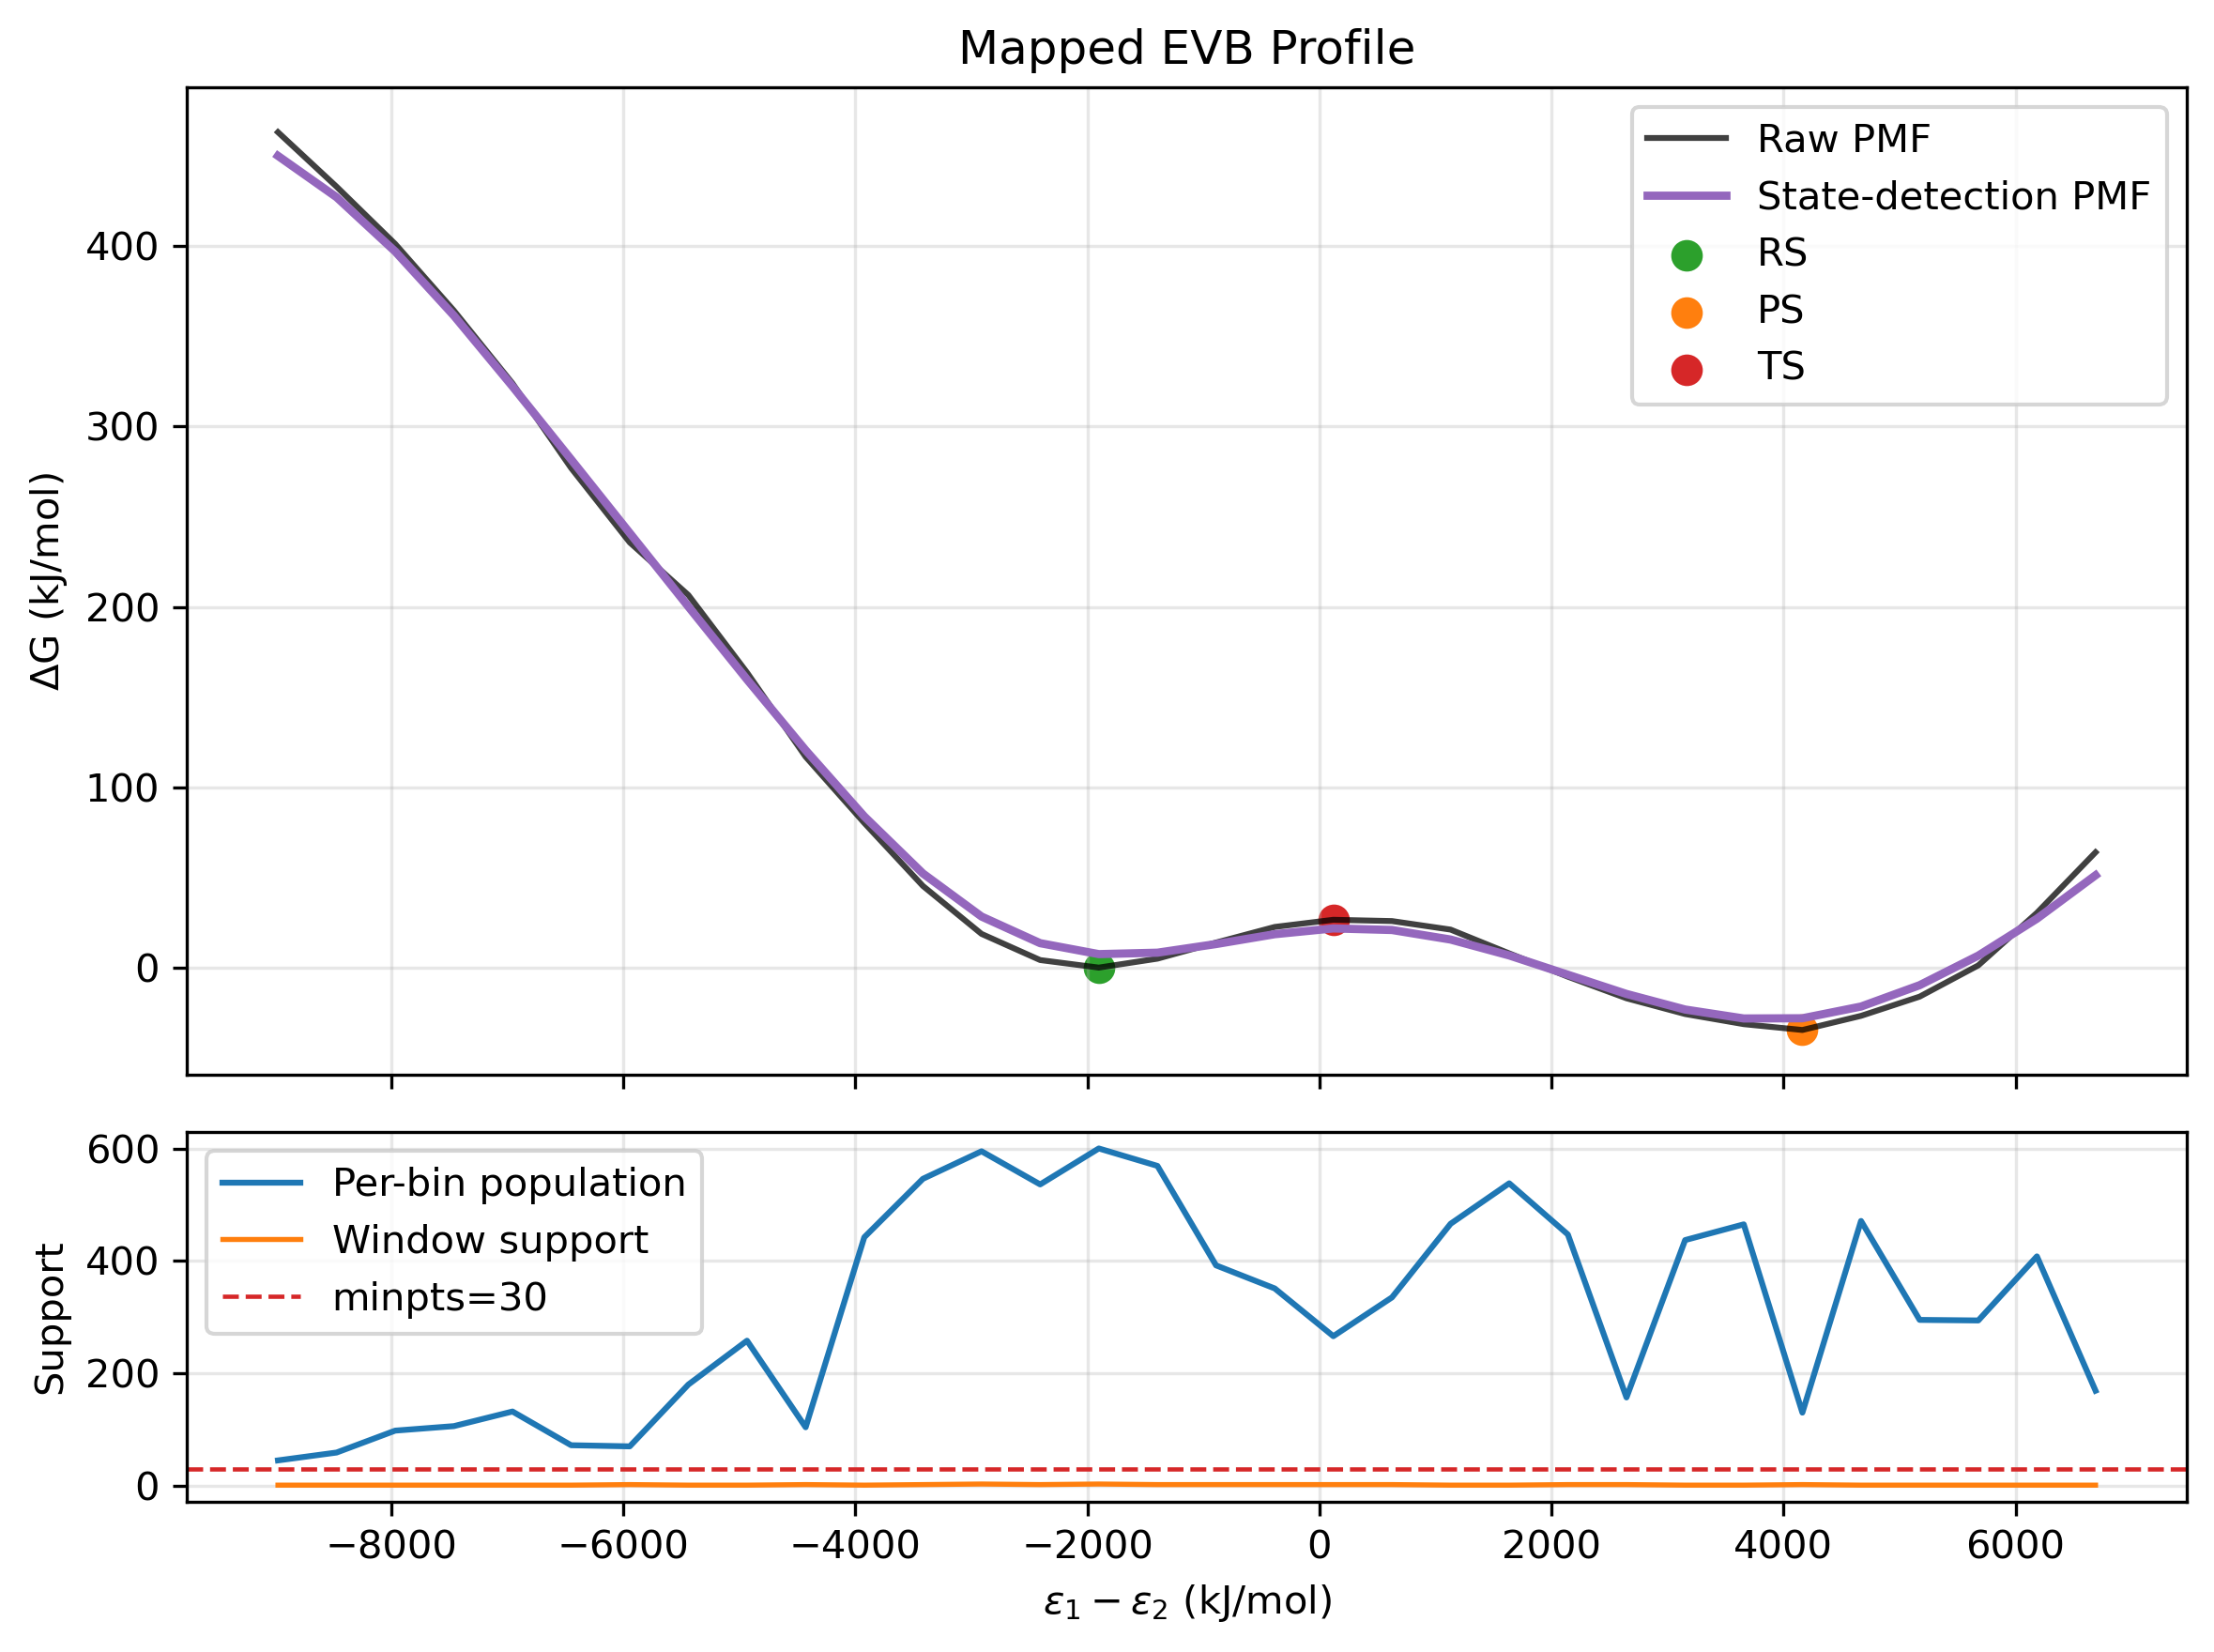 Mapped EVB Profile
Raw PMF
State-detection PMF
RS
PS
TS
ΔG (kJ/mol)
400
300
200
100
0
600
400
200
0
Support
Per-bin population
Window support
minpts=30
−8000 −6000 −4000 −2000 0 2000 4000 6000
ε₁ − ε₂ (kJ/mol)